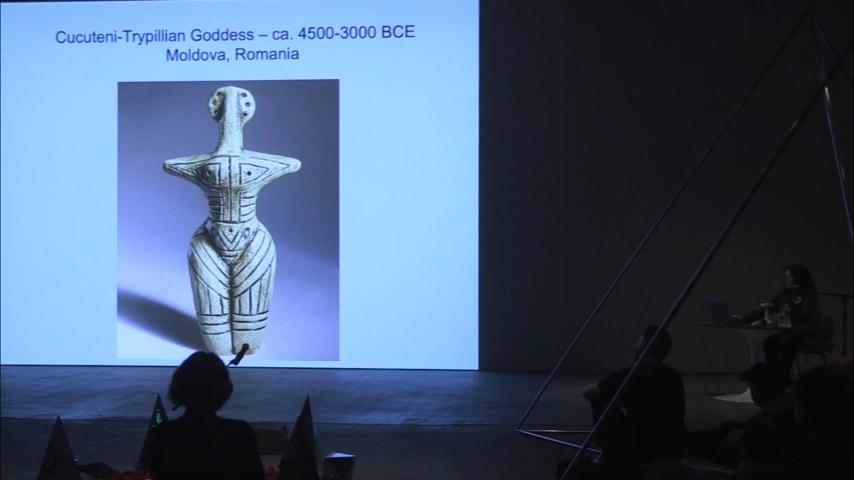 Cucuteni-Trypillian Goddess – ca. 4500-3000 BCE
Moldova, Romania